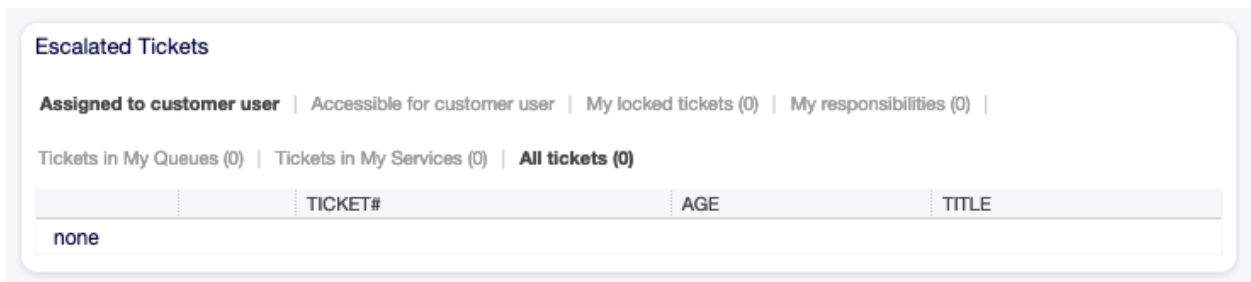 Escalated Tickets
Assigned to customer user | Accessible for customer user | My locked tickets (0) | My responsibilities (0) |
Tickets in My Queues (0) | Tickets in My Services (0) | All tickets (0)
TICKET# AGE TITLE
none